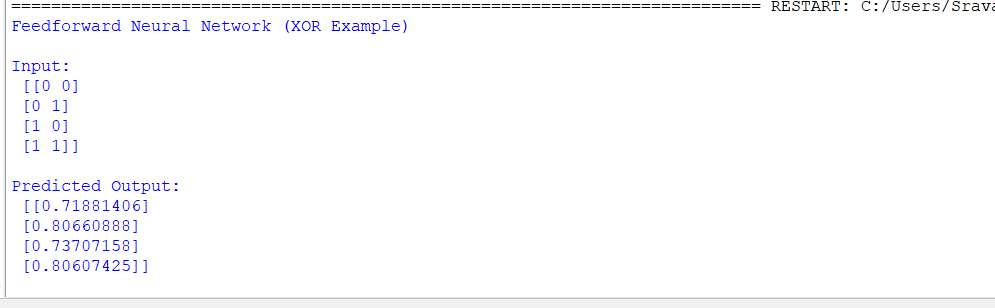 ================================================================================ RESTART: C:/Users/Srava
Feedforward Neural Network (XOR Example)
Input:
[[0 0]
[0 1]
[1 0]
[1 1]]
Predicted Output:
[[0.71881406]
[0.80660888]
[0.73707158]
[0.80607425]]